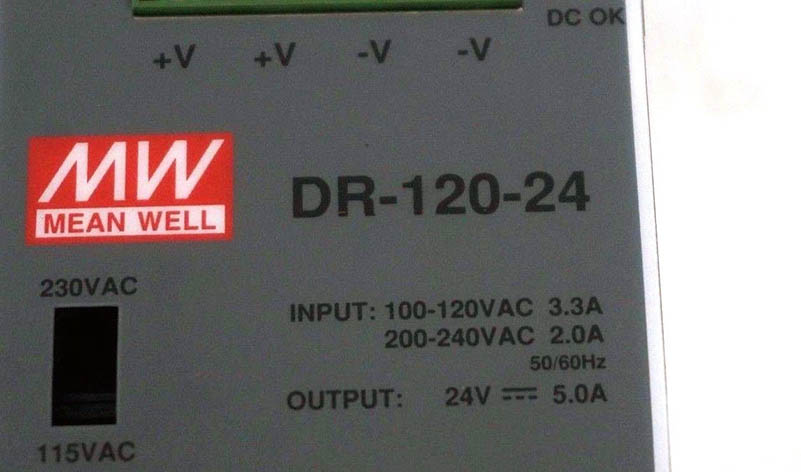 DC OK
+V +V -V -V
MW
MEAN WELL
DR-120-24
230VAC
INPUT: 100-120VAC 3.3A
200-240VAC 2.0A
50/60Hz
OUTPUT: 24V ⎓ 5.0A
115VAC